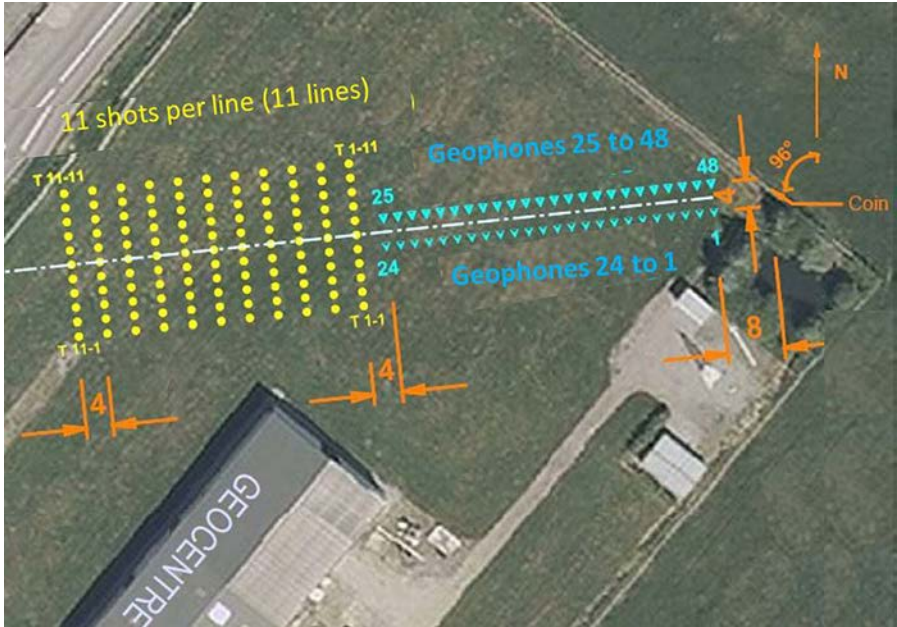 11 shots per line (11 lines)
N
T 11-11
T 1-11
Geophones 25 to 48
96°
25
48
4
Coin
24
1
Geophones 24 to 1
T 11-1
T 1-1
8
4
4
GEOCENTRE